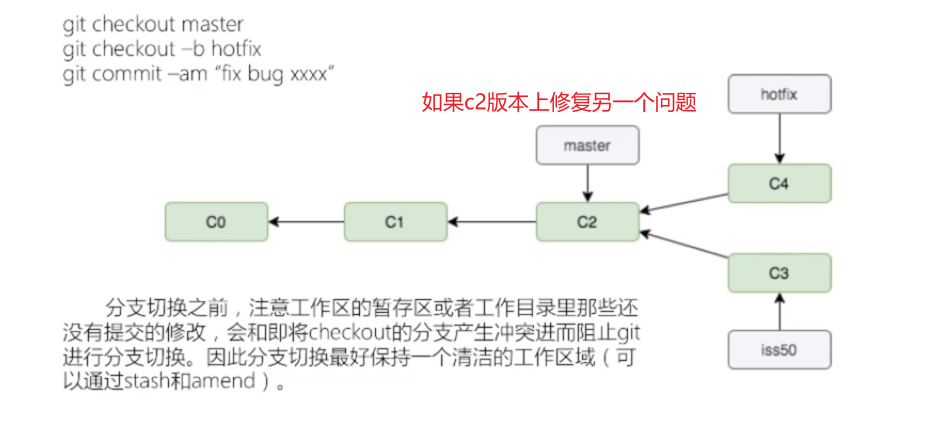 git checkout master
git checkout –b hotfix
git commit –am “fix bug xxxx”
如果c2版本上修复另一个问题
hotfix
master
C4
C0
C1
C2
C3
iss50
分支切换之前，注意工作区的暂存区或者工作目录里那些还
没有提交的修改，会和即将checkout的分支产生冲突进而阻止git
进行分支切换。因此分支切换最好保持一个清洁的工作区域（可
以通过stash和amend）。